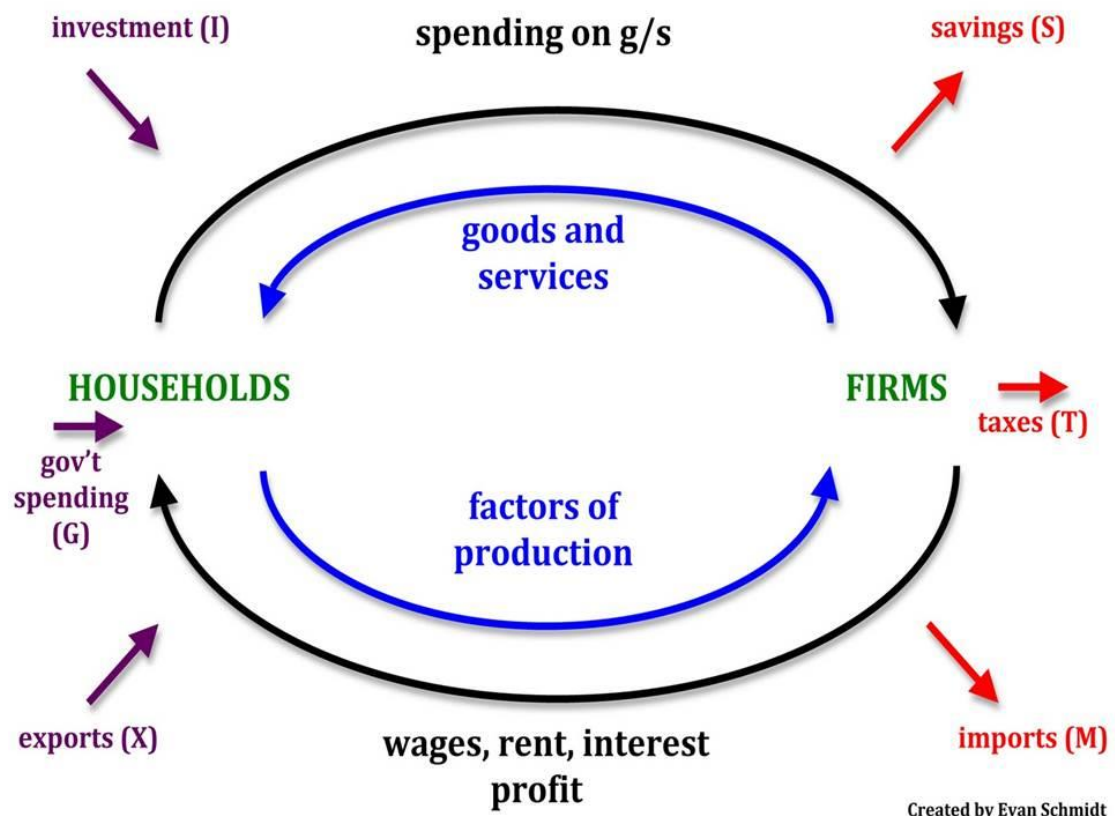 investment (I)
spending on g/s
savings (S)
goods and
services
HOUSEHOLDS
FIRMS
taxes (T)
gov't
spending
(G)
factors of
production
exports (X)
wages, rent, interest
profit
imports (M)
Created by Evan Schmidt